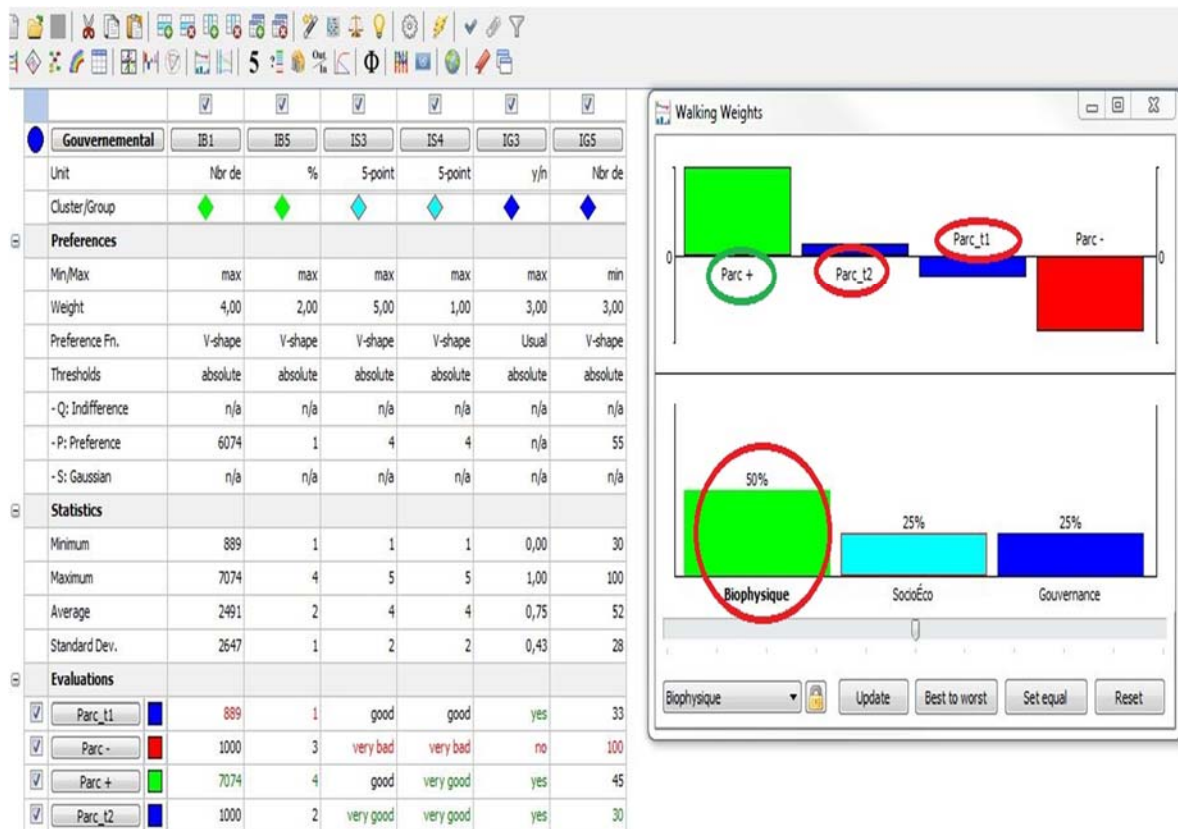 5 Out In Φ
Gouvernemental IB1 IB5 IS3 IS4 IG3 IG5
Unit Nbr de % 5-point 5-point y/n Nbr de
Cluster/Group
Preferences
Min/Max max max max max max min
Weight 4,00 2,00 5,00 1,00 3,00 3,00
Preference Fn. V-shape V-shape V-shape V-shape Usual V-shape
Thresholds absolute absolute absolute absolute absolute absolute
- Q: Indifference n/a n/a n/a n/a n/a n/a
- P: Preference 6074 1 4 4 n/a 55
- S: Gaussian n/a n/a n/a n/a n/a n/a
Statistics
Minimum 889 1 1 1 0,00 30
Maximum 7074 4 5 5 1,00 100
Average 2491 2 4 4 0,75 52
Standard Dev. 2647 1 2 2 0,43 28
Evaluations
Parc_t1 889 1 good good yes 33
Parc - 1000 3 very bad very bad no 100
Parc + 7074 4 good very good yes 45
Parc_t2 1000 2 very good very good yes 30
Walking Weights
Parc_t1 Parc -
0 0
Parc + Parc_t2
50%
25% 25%
Biophysique SocioÉco Gouvernance
Biophysique Update Best to worst Set equal Reset